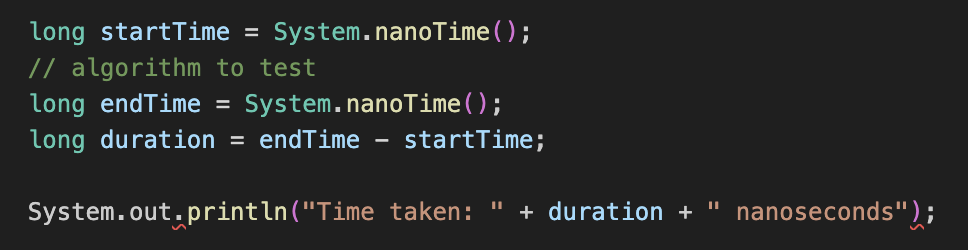 long startTime = System.nanoTime();
// algorithm to test
long endTime = System.nanoTime();
long duration = endTime - startTime;
System.out.println("Time taken: " + duration + " nanoseconds");